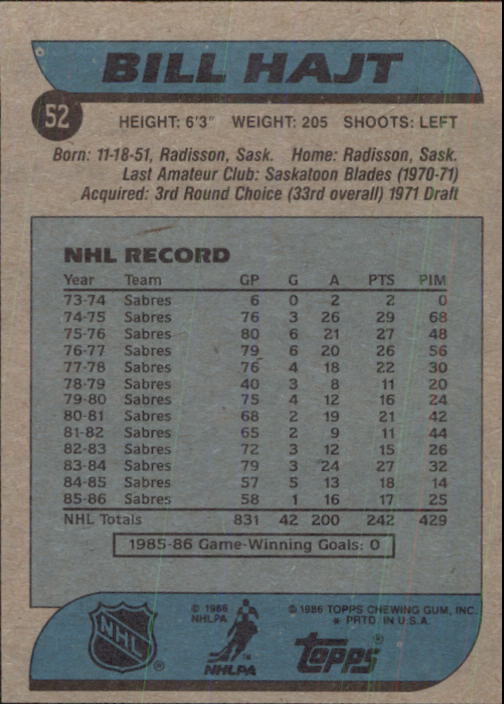 BILL HAJT
52
HEIGHT: 6'3" WEIGHT: 205 SHOOTS: LEFT
Born: 11-18-51, Radisson, Sask. Home: Radisson, Sask.
Last Amateur Club: Saskatoon Blades (1970-71)
Acquired: 3rd Round Choice (33rd overall) 1971 Draft
NHL RECORD
Year Team GP G A PTS PIM
73-74 Sabres 6 0 2 2 0
74-75 Sabres 76 3 26 29 68
75-76 Sabres 80 6 21 27 48
76-77 Sabres 79 6 20 26 56
77-78 Sabres 76 4 18 22 30
78-79 Sabres 40 3 8 11 20
79-80 Sabres 75 4 12 16 24
80-81 Sabres 68 2 19 21 42
81-82 Sabres 65 2 9 11 44
82-83 Sabres 72 3 12 15 26
83-84 Sabres 79 3 24 27 32
84-85 Sabres 57 5 13 18 14
85-86 Sabres 58 1 16 17 25
NHL Totals 831 42 200 242 429
1985-86 Game-Winning Goals: 0
NHL ®
© 1986
NHLPA
NHLPA ™
© 1986 TOPPS CHEWING GUM, INC.
* PRTD. IN U.S.A.
topps ®